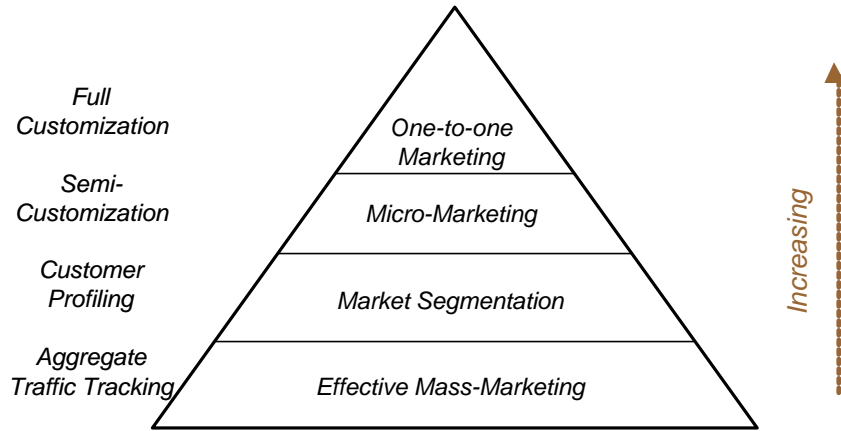 Full
Customization
One-to-one
Marketing
Semi-
Customization
Micro-Marketing
Customer
Profiling
Market Segmentation
Aggregate
Traffic Tracking
Effective Mass-Marketing
Increasing